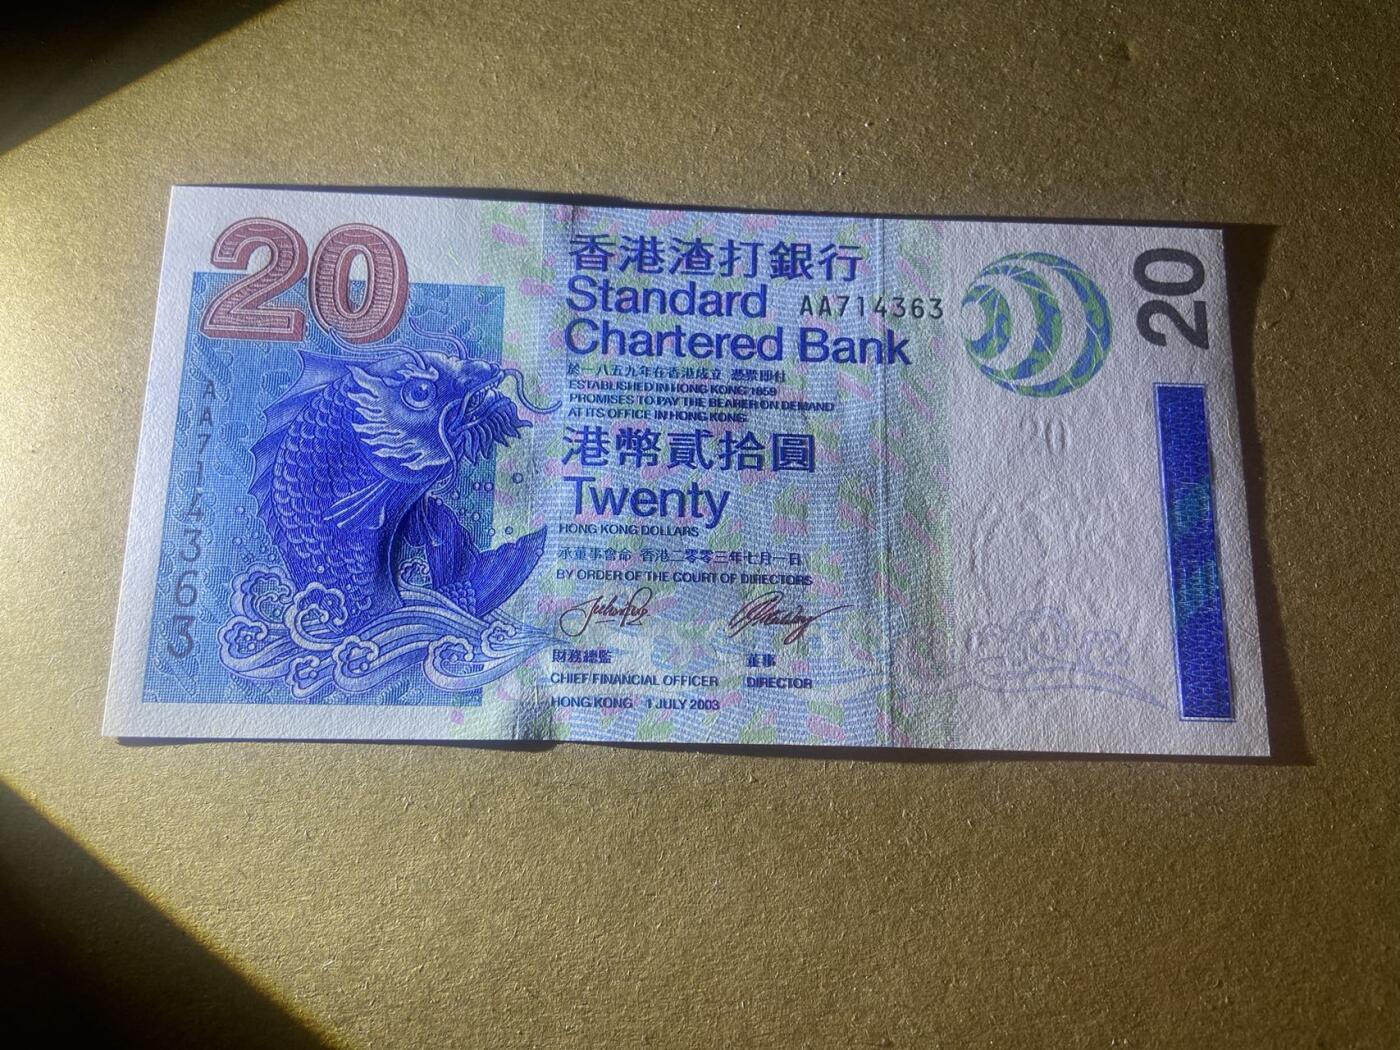 20
香港渣打銀行
Standard
Chartered Bank
AA714363
於一八五九年在香港成立 憑票即付
ESTABLISHED IN HONG KONG 1859
PROMISES TO PAY THE BEARER ON DEMAND
AT ITS OFFICE IN HONG KONG
港幣貳拾圓
Twenty
HONG KONG DOLLARS
承董事會命 香港二零零三年七月一日
BY ORDER OF THE COURT OF DIRECTORS
財務總監
CHIEF FINANCIAL OFFICER
董事
DIRECTOR
HONG KONG 1 JULY 2003
AA714363
20
20